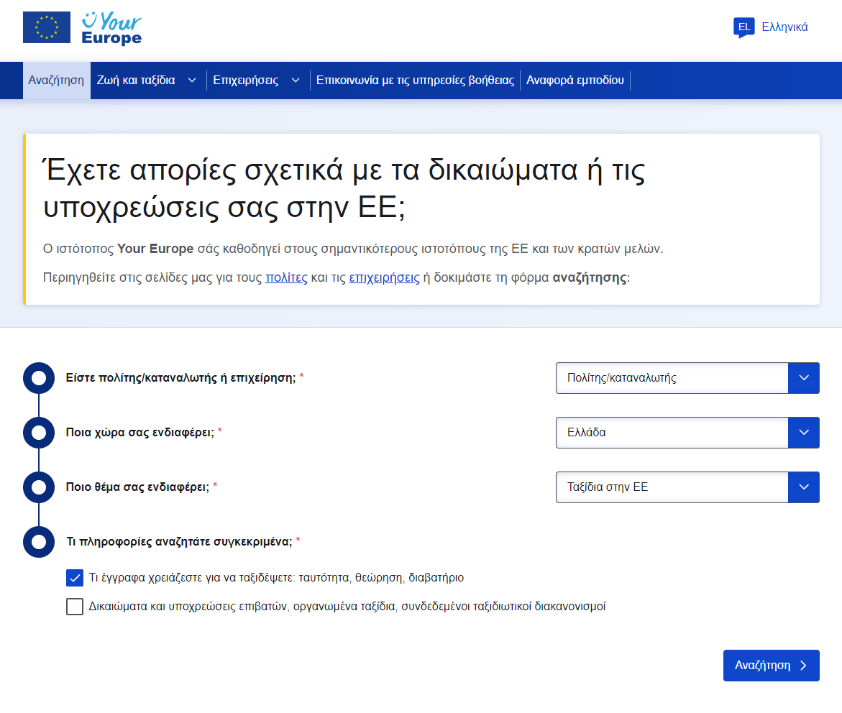 Your
Europe
EL Ελληνικά
Αναζήτηση Ζωή και ταξίδια Επιχειρήσεις Επικοινωνία με τις υπηρεσίες βοήθειας Αναφορά εμποδίου
Έχετε απορίες σχετικά με τα δικαιώματα ή τις
υποχρεώσεις σας στην ΕΕ;
Ο ιστότοπος Your Europe σάς καθοδηγεί στους σημαντικότερους ιστοτόπους της ΕΕ και των κρατών μελών.
Περιηγηθείτε στις σελίδες μας για τους πολίτες και τις επιχειρήσεις ή δοκιμάστε τη φόρμα αναζήτησης:
Είστε πολίτης/καταναλωτής ή επιχείρηση; * Πολίτης/καταναλωτής
Ποια χώρα σας ενδιαφέρει; * Ελλάδα
Ποιο θέμα σας ενδιαφέρει; * Ταξίδια στην ΕΕ
Τι πληροφορίες αναζητάτε συγκεκριμένα; *
Τι έγγραφα χρειάζεστε για να ταξιδέψετε: ταυτότητα, θεώρηση, διαβατήριο
Δικαιώματα και υποχρεώσεις επιβατών, οργανωμένα ταξίδια, συνδεδεμένοι ταξιδιωτικοί διακανονισμοί
Αναζήτηση